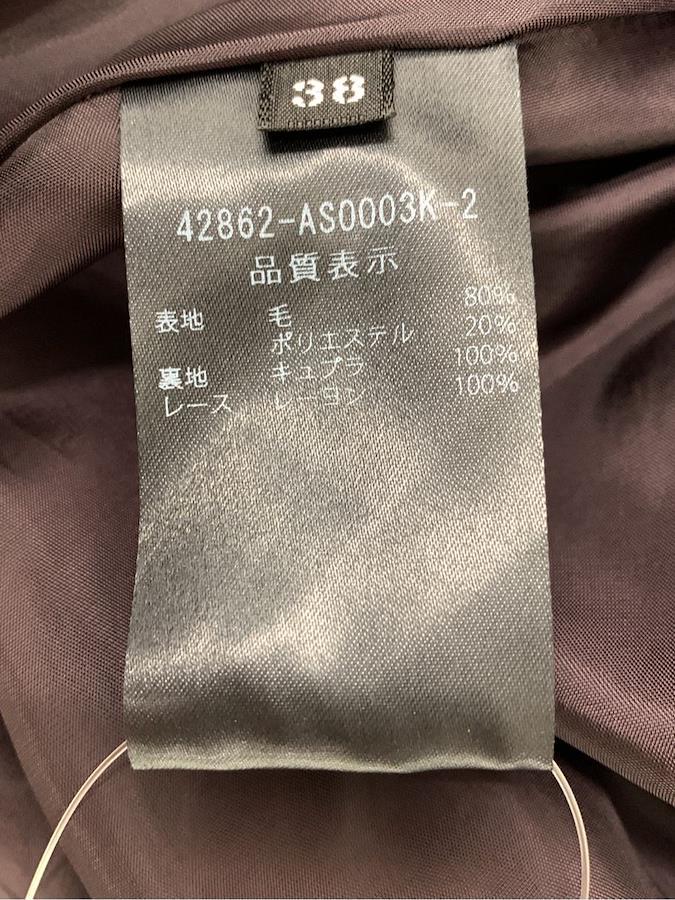 38
42862-AS0003K-2
品質表示
表地 毛 80%
ポリエステル 20%
裏地 キュプラ 100%
レース レーヨン 100%